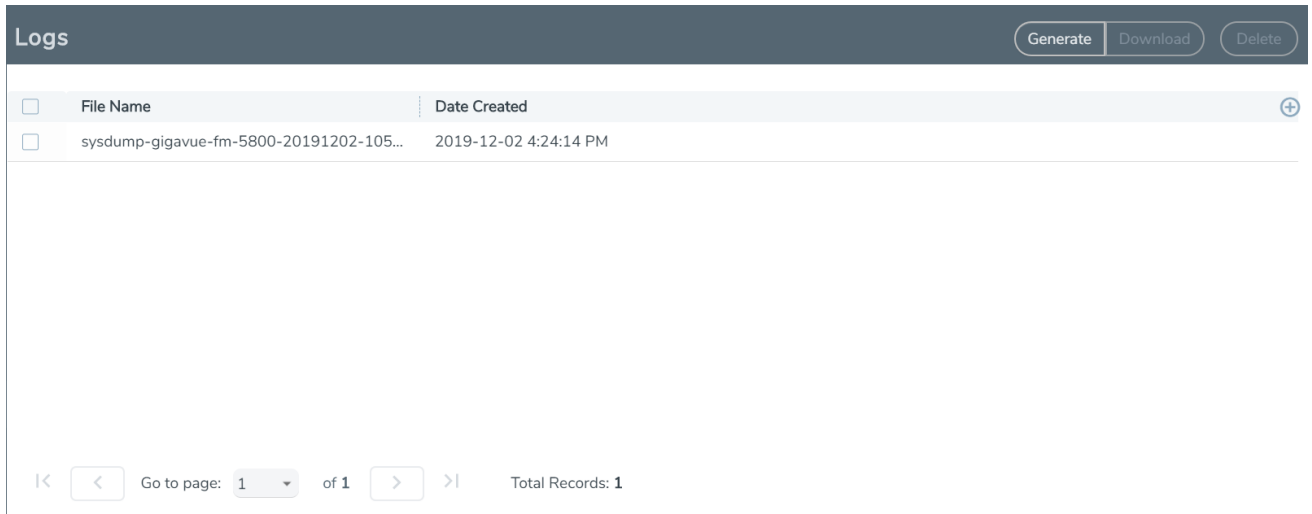 Logs Generate Download Delete
File Name Date Created
sysdump-gigavue-fm-5800-20191202-105... 2019-12-02 4:24:14 PM
Go to page: 1 of 1 Total Records: 1